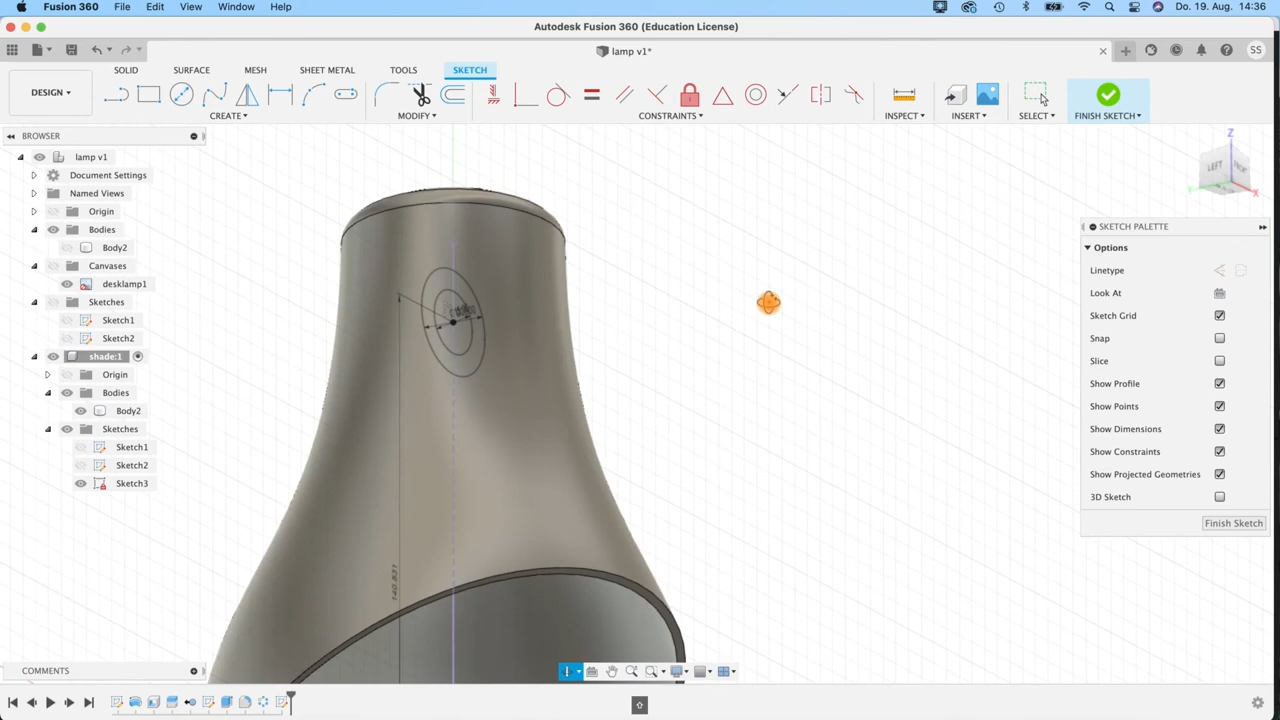 Fusion 360 File Edit View Window Help Do. 19. Aug. 14:36
Autodesk Fusion 360 (Education License)
lamp v1* SS
SOLID SURFACE MESH SHEET METAL TOOLS SKETCH
DESIGN
CREATE MODIFY CONSTRAINTS INSPECT INSERT SELECT FINISH SKETCH
BROWSER
lamp v1
Document Settings
Named Views
Origin
Bodies
Body2
Canvases
desklamp1
Sketches
Sketch1
Sketch2
shade:1
Origin
Bodies
Body2
Sketches
Sketch1
Sketch2
Sketch3
Z
LEFT FRONT
X
SKETCH PALETTE
Options
Linetype
Look At
Sketch Grid
Snap
Slice
Show Profile
Show Points
Show Dimensions
Show Constraints
Show Projected Geometries
3D Sketch
Finish Sketch
COMMENTS